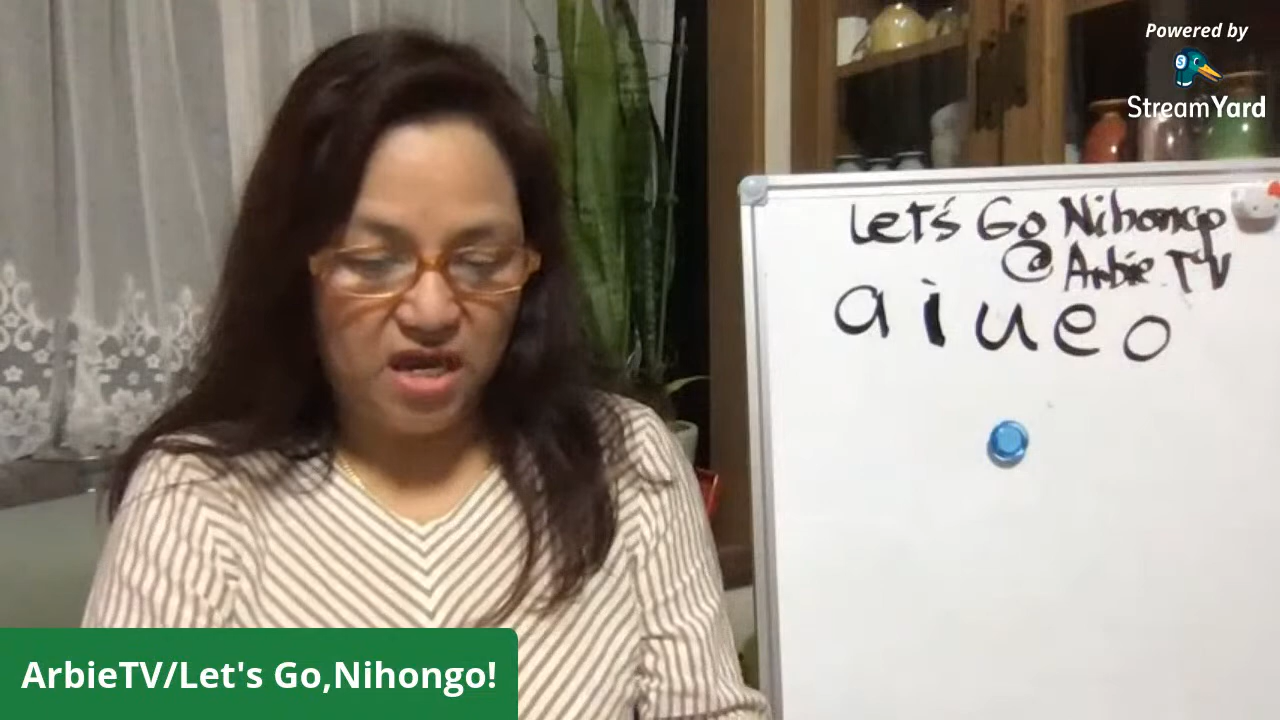 Powered by
StreamYard
Let's Go Nihongo
@ Arbie TV
a i u e o
ArbieTV/Let's Go,Nihongo!